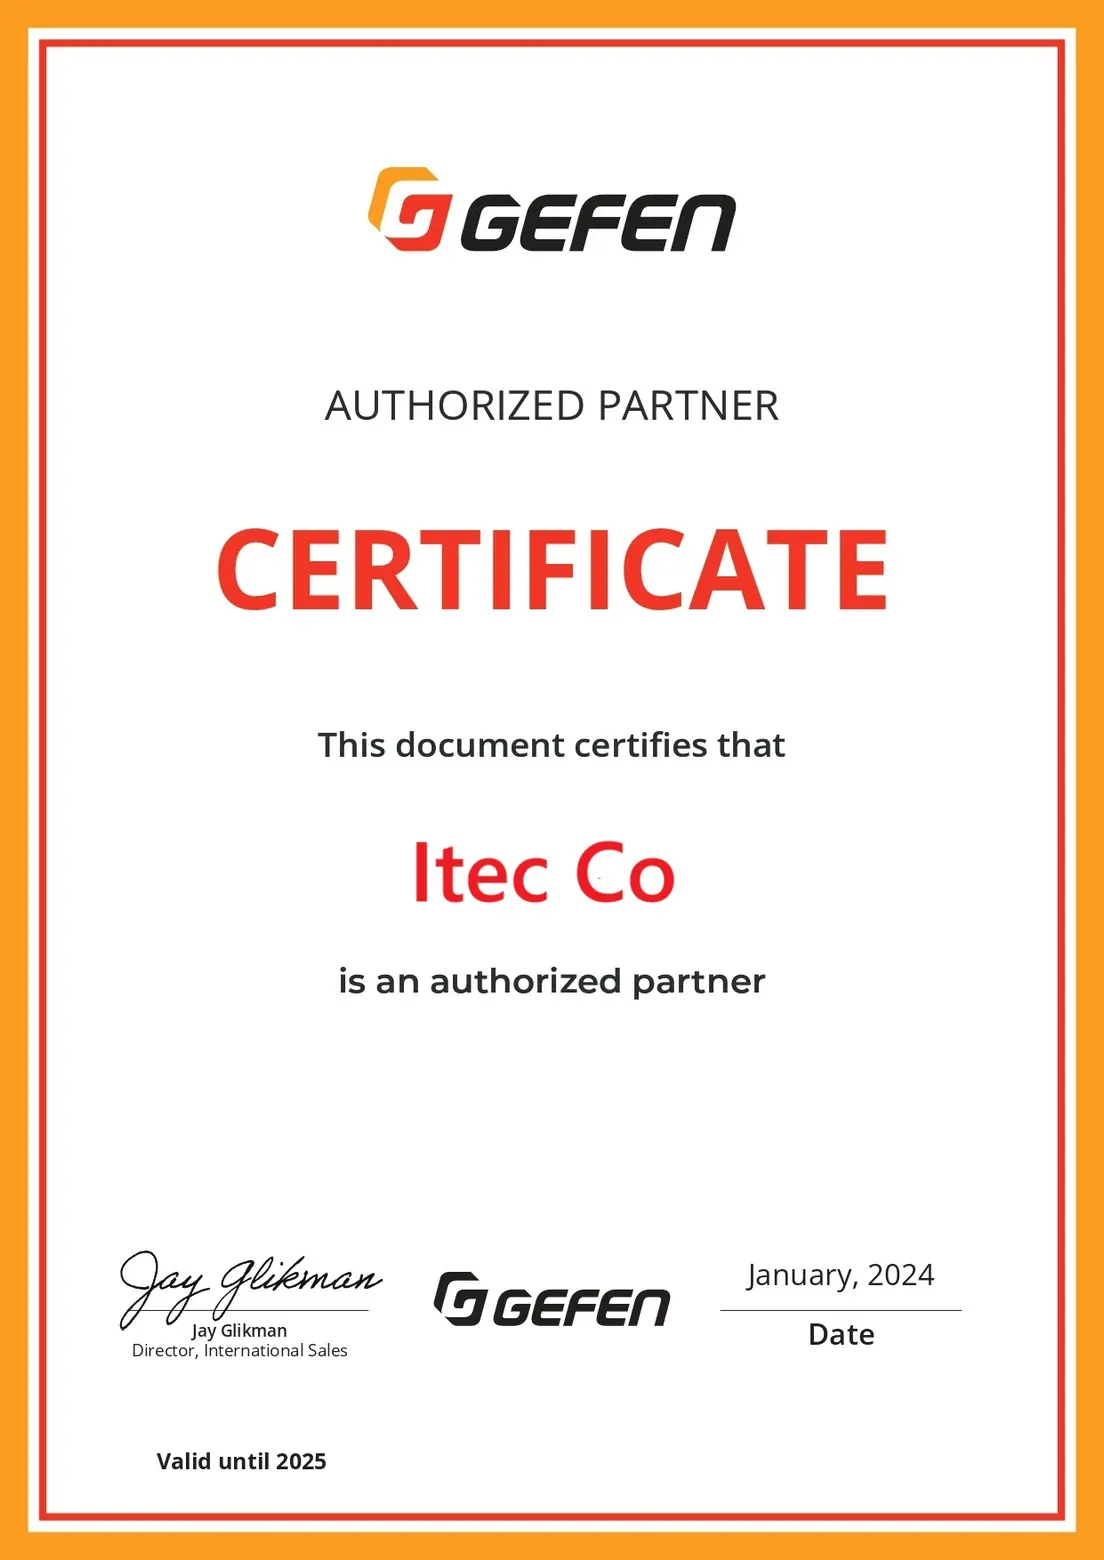 GEFEN
AUTHORIZED PARTNER
CERTIFICATE
This document certifies that
Itec Co
is an authorized partner
Jay Glikman
Jay Glikman
Director, International Sales
GEFEN
January, 2024
Date
Valid until 2025